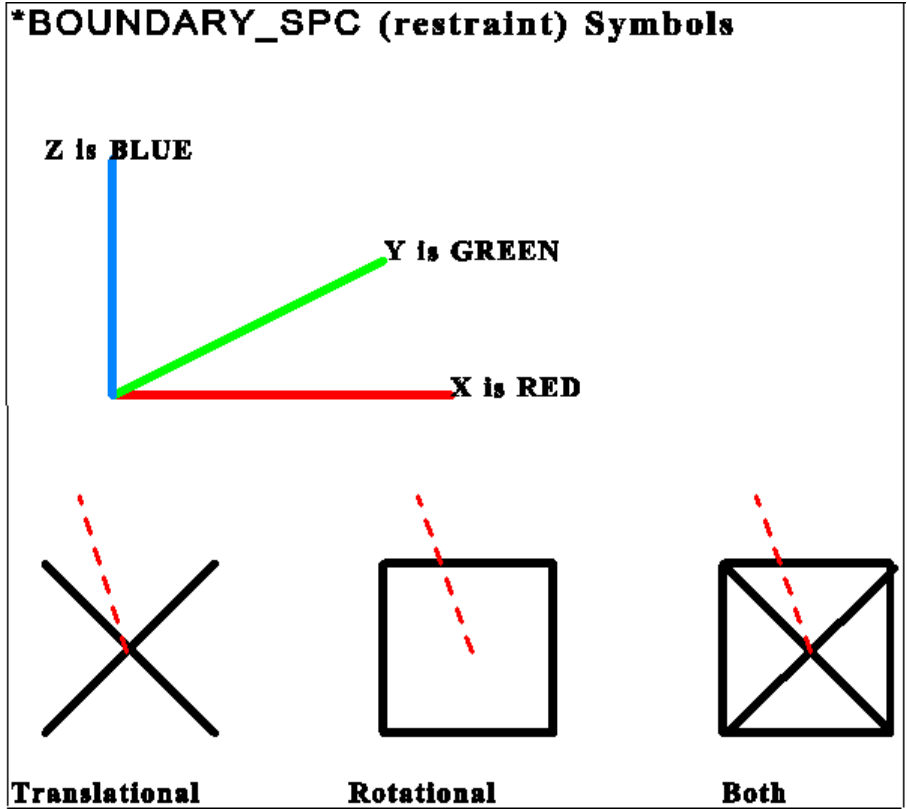 *BOUNDARY_SPC (restraint) Symbols
Z is BLUE
Y is GREEN
X is RED
Translational
Rotational
Both